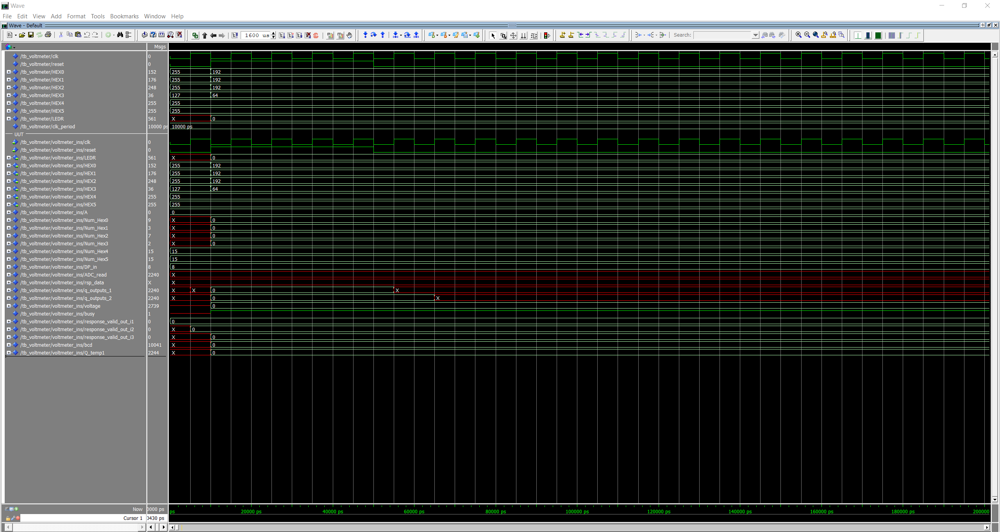 Wave
File Edit View Add Format Tools Bookmarks Window Help
Wave - Default
1600 us Search:
Msgs
/tb_voltmeter/clk 0
/tb_voltmeter/reset 0
/tb_voltmeter/HEX0 152 255 192
/tb_voltmeter/HEX1 176 255 192
/tb_voltmeter/HEX2 248 255 192
/tb_voltmeter/HEX3 36 127 64
/tb_voltmeter/HEX4 255 255
/tb_voltmeter/HEX5 255 255
/tb_voltmeter/LEDR 561 X 0
/tb_voltmeter/clk_period 10000 ps 10000 ps
UUT
/tb_voltmeter/voltmeter_ins/clk 0
/tb_voltmeter/voltmeter_ins/reset 0
/tb_voltmeter/voltmeter_ins/LEDR 561 X 0
/tb_voltmeter/voltmeter_ins/HEX0 152 255 192
/tb_voltmeter/voltmeter_ins/HEX1 176 255 192
/tb_voltmeter/voltmeter_ins/HEX2 248 255 192
/tb_voltmeter/voltmeter_ins/HEX3 36 127 64
/tb_voltmeter/voltmeter_ins/HEX4 255 255
/tb_voltmeter/voltmeter_ins/HEX5 255 255
/tb_voltmeter/voltmeter_ins/A 0 0
/tb_voltmeter/voltmeter_ins/Num_Hex0 9 X 0
/tb_voltmeter/voltmeter_ins/Num_Hex1 3 X 0
/tb_voltmeter/voltmeter_ins/Num_Hex2 7 X 0
/tb_voltmeter/voltmeter_ins/Num_Hex3 2 X 0
/tb_voltmeter/voltmeter_ins/Num_Hex4 15 15
/tb_voltmeter/voltmeter_ins/Num_Hex5 15 15
/tb_voltmeter/voltmeter_ins/DP_in 8 8
/tb_voltmeter/voltmeter_ins/ADC_read 2240 X
/tb_voltmeter/voltmeter_ins/rsp_data X X
/tb_voltmeter/voltmeter_ins/q_outputs_1 2240 X X 0 X
/tb_voltmeter/voltmeter_ins/q_outputs_2 2240 X 0 X
/tb_voltmeter/voltmeter_ins/voltage 2739 0
/tb_voltmeter/voltmeter_ins/busy 1
/tb_voltmeter/voltmeter_ins/response_valid_out_i1 0 0
/tb_voltmeter/voltmeter_ins/response_valid_out_i2 0 X 0
/tb_voltmeter/voltmeter_ins/response_valid_out_i3 0 X 0
/tb_voltmeter/voltmeter_ins/bcd 10041 X 0
/tb_voltmeter/voltmeter_ins/Q_temp1 2244 X 0
Now 0000 ps ps 20000 ps 40000 ps 60000 ps 80000 ps 100000 ps 120000 ps 140000 ps 160000 ps 180000 ps 200000
Cursor 1 0430 ps